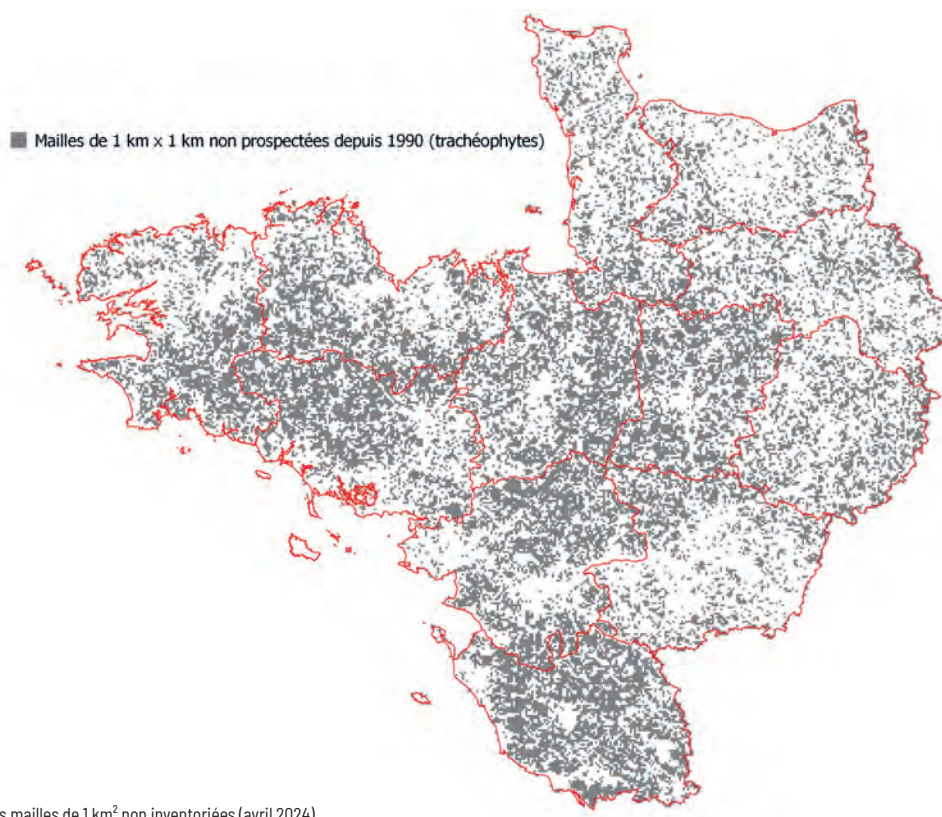 Mailles de 1 km x 1 km non prospectées depuis 1990 (trachéophytes)
mailles de 1 km² non inventoriées (avril 2024)